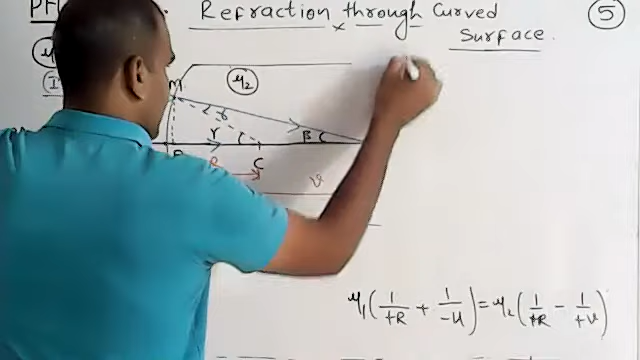 Refraction through Curved
Surface.
5
μ2
M
γ
r
β
C
R
v
μ1(1/+R + 1/-u) = μ2(1/+R - 1/+v)